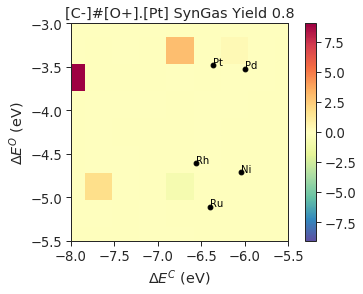 [C-]#[O+].[Pt] SynGas Yield 0.8
−3.0
−3.5
−4.0
−4.5
−5.0
−5.5
ΔE^O (eV)
Pt
Pd
Rh
Ni
Ru
−8.0 −7.5 −7.0 −6.5 −6.0 −5.5
ΔE^C (eV)
7.5
5.0
2.5
0.0
−2.5
−5.0
−7.5